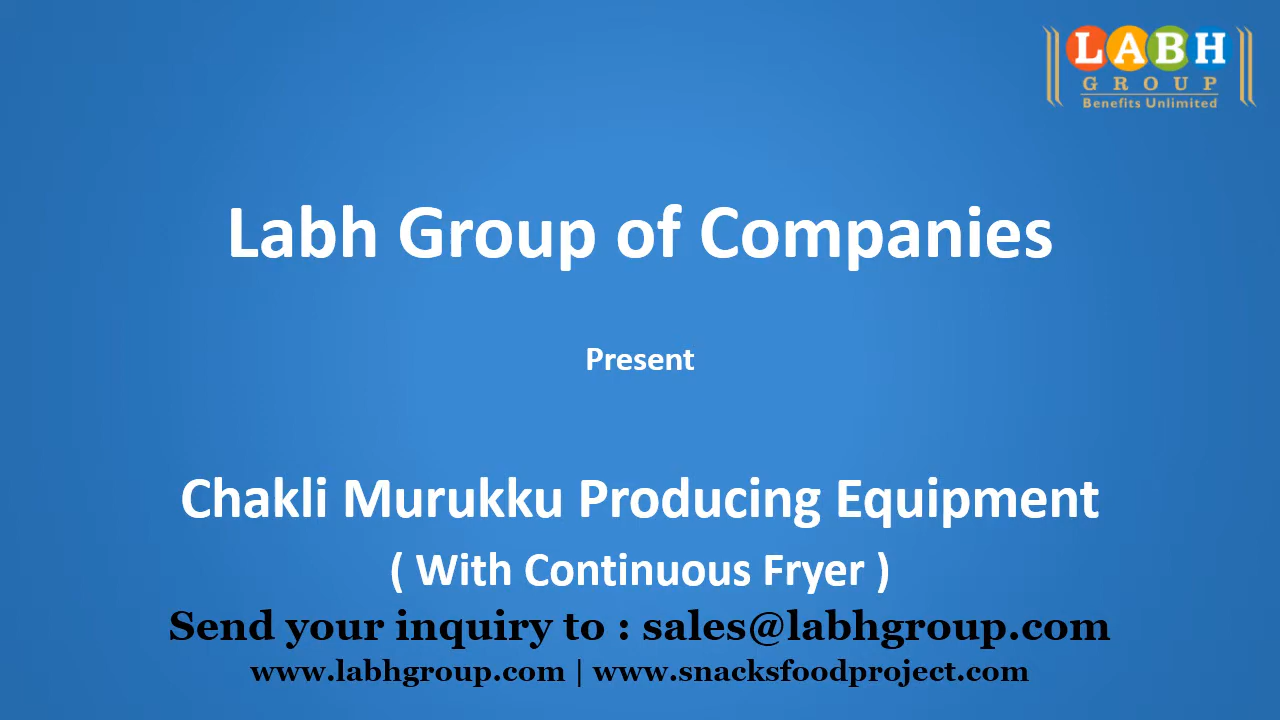 LABH
GROUP
Benefits Unlimited
Labh Group of Companies
Present
Chakli Murukku Producing Equipment
( With Continuous Fryer )
Send your inquiry to : sales@labhgroup.com
www.labhgroup.com | www.snacksfoodproject.com